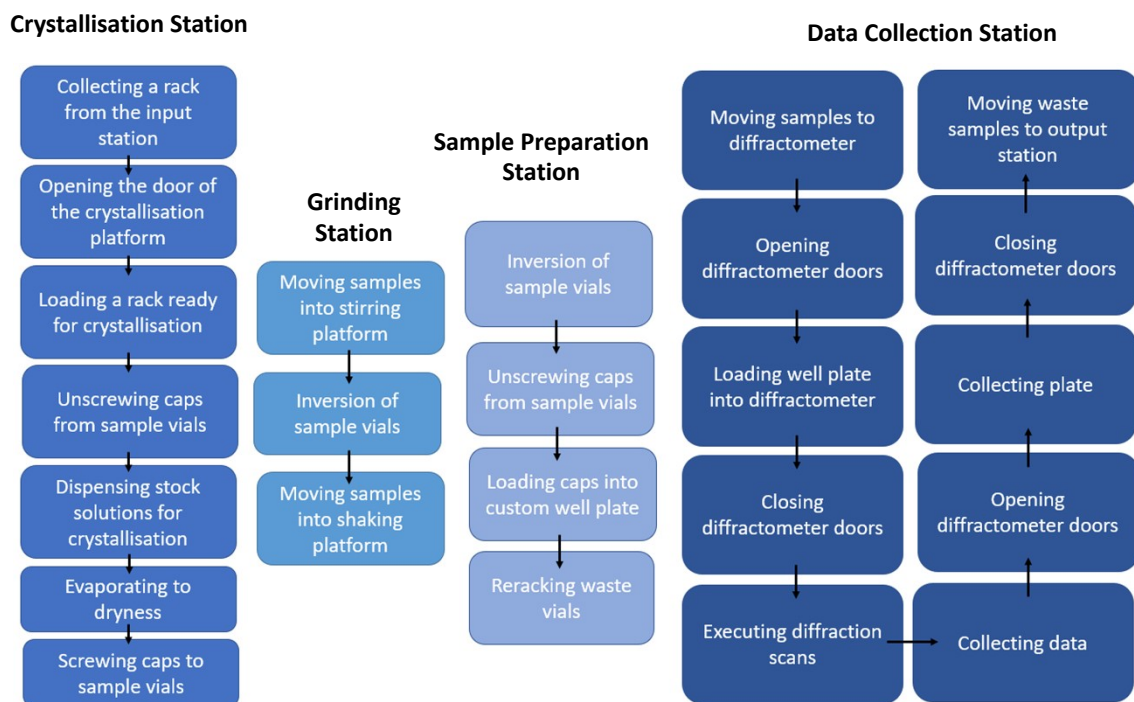 Crystallisation Station
Collecting a rack
from the input
station
Opening the door of
the crystallisation
platform
Loading a rack ready
for crystallisation
Unscrewing caps
from sample vials
Dispensing stock
solutions for
crystallisation
Evaporating to
dryness
Screwing caps to
sample vials
Grinding
Station
Moving samples
into stirring
platform
Inversion of
sample vials
Moving samples
into shaking
platform
Sample Preparation
Station
Inversion of
sample vials
Unscrewing caps
from sample vials
Loading caps into
custom well plate
Reracking waste
vials
Data Collection Station
Moving samples to
diffractometer
Opening
diffractometer doors
Loading well plate
into diffractometer
Closing
diffractometer doors
Executing diffraction
scans
Collecting data
Opening
diffractometer doors
Collecting plate
Closing
diffractometer doors
Moving waste
samples to output
station